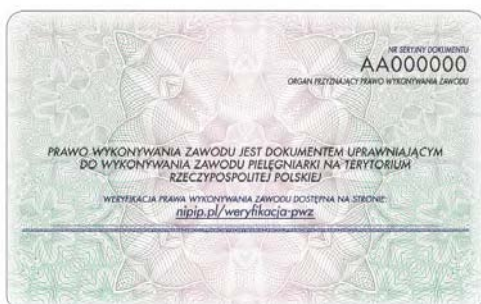 NR SERYJNY DOKUMENTU
AA000000
ORGAN PRZYZNAJĄCY PRAWO WYKONYWANIA ZAWODU
PRAWO WYKONYWANIA ZAWODU JEST DOKUMENTEM UPRAWNIAJĄCYM
DO WYKONYWANIA ZAWODU PIELĘGNIARKI NA TERYTORIUM
RZECZYPOSPOLITEJ POLSKIEJ
WERYFIKACJA PRAWA WYKONYWANIA ZAWODU DOSTĘPNA NA STRONIE:
nipip.pl/weryfikacja-pwz